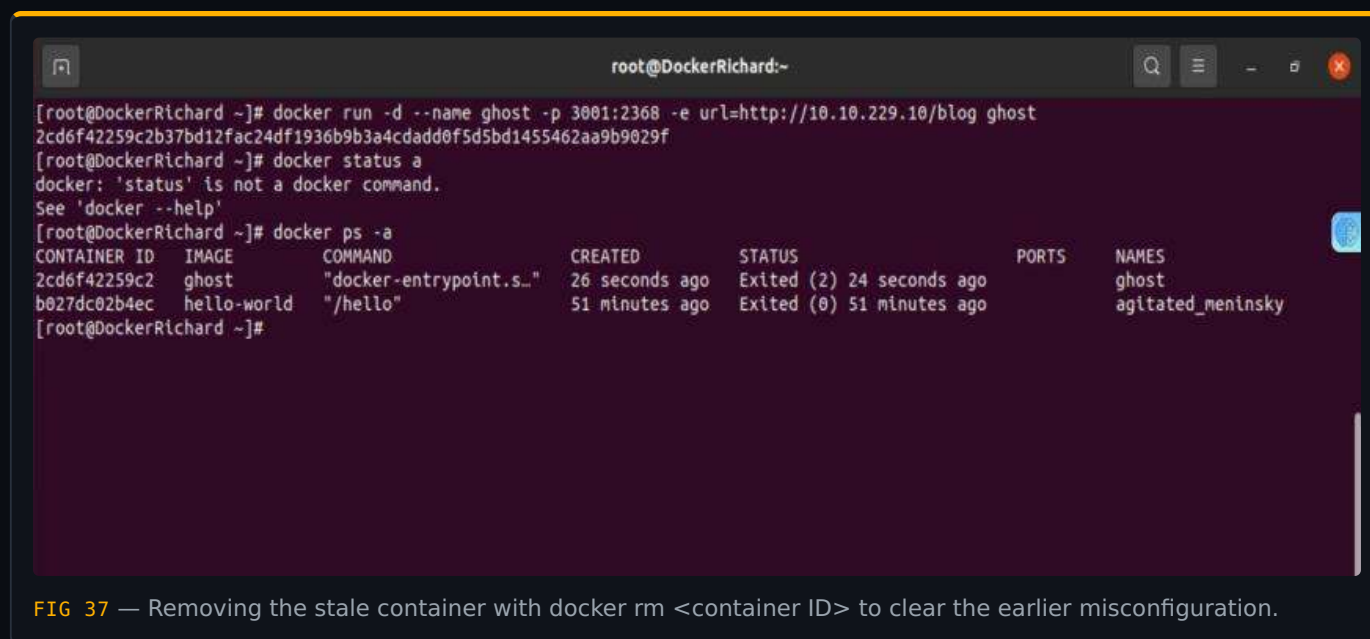 root@DockerRichard:~
[root@DockerRichard ~]# docker run -d --name ghost -p 3001:2368 -e url=http://10.10.229.10/blog ghost
2cd6f42259c2b37bd12fac24df1936b9b3a4cdadd0f5d5bd1455462aa9b9029f
[root@DockerRichard ~]# docker status a
docker: 'status' is not a docker command.
See 'docker --help'
[root@DockerRichard ~]# docker ps -a
CONTAINER ID   IMAGE         COMMAND                  CREATED          STATUS                      PORTS     NAMES
2cd6f42259c2   ghost         "docker-entrypoint.s…"   26 seconds ago   Exited (2) 24 seconds ago             ghost
b027dc02b4ec   hello-world   "/hello"                 51 minutes ago   Exited (0) 51 minutes ago             agitated_meninsky
[root@DockerRichard ~]#
FIG 37 — Removing the stale container with docker rm <container ID> to clear the earlier misconfiguration.